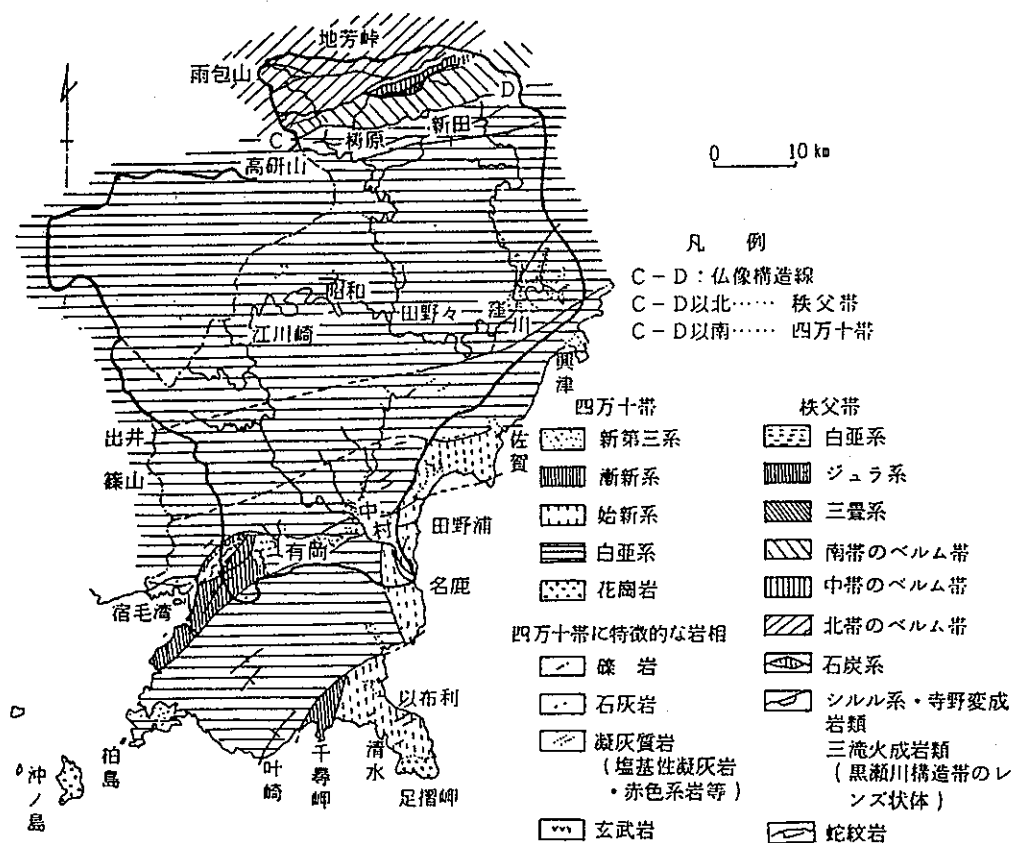 地芳峠
雨包山
D
新田
C
梼原
高研山
0 10 km
凡 例
C-D:仏像構造線
C-D以北…… 秩父帯
C-D以南…… 四万十帯
昭和
田野々
窪川
江川崎
興津
出井
佐賀
篠山
中村
田野浦
有岡
名鹿
宿毛湾
以布利
柏島
叶崎
千尋岬
清水
足摺岬
沖ノ島
四万十帯
新第三系
漸新系
始新系
白亜系
花崗岩
四万十帯に特徴的な岩相
礫 岩
石灰岩
凝灰質岩
(塩基性凝灰岩
・赤色系岩等)
玄武岩
秩父帯
白亜系
ジュラ系
三畳系
南帯のベルム帯
中帯のベルム帯
北帯のベルム帯
石炭系
シルル系・寺野変成
岩類
三滝火成岩類
(黒瀬川構造帯のレ
ンズ状体)
蛇紋岩